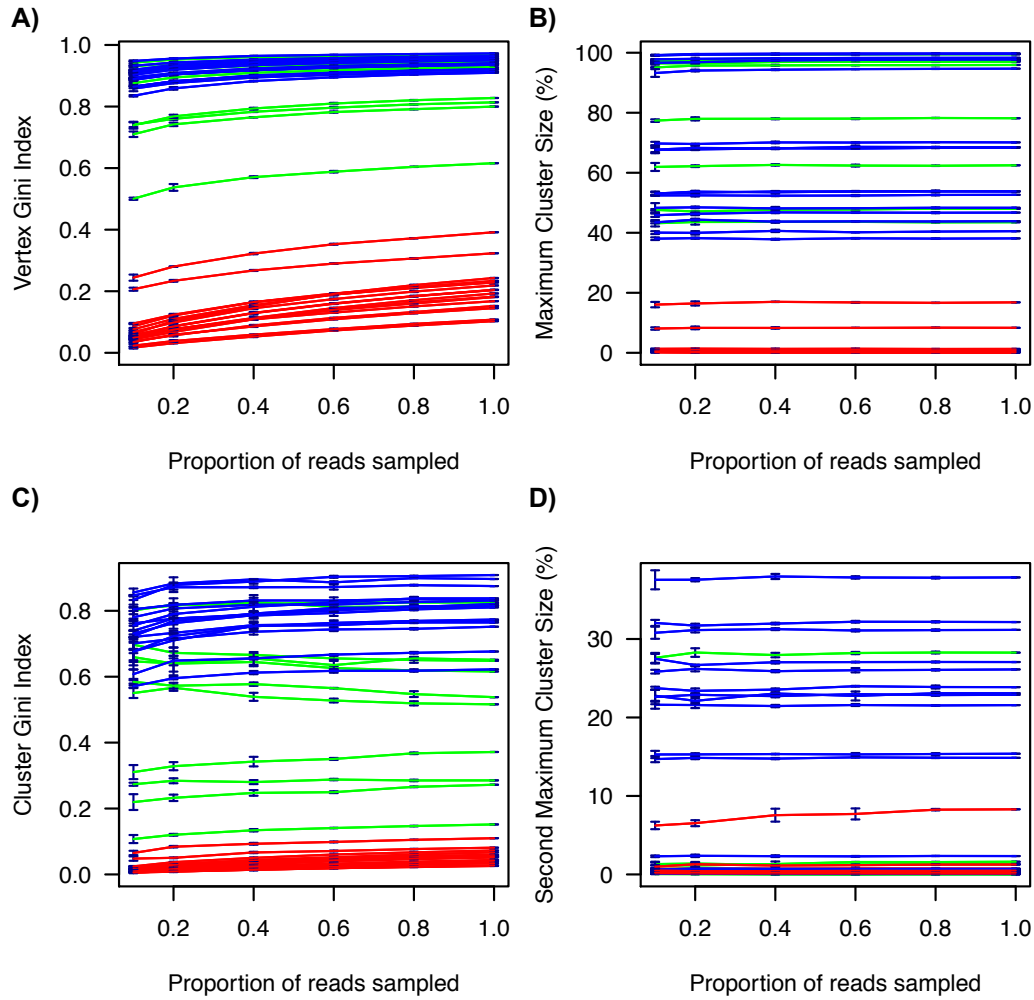 A)
Vertex Gini Index
0.0 0.2 0.4 0.6 0.8 1.0
0.2 0.4 0.6 0.8 1.0
Proportion of reads sampled
B)
Maximum Cluster Size (%)
0 20 40 60 80 100
0.2 0.4 0.6 0.8 1.0
Proportion of reads sampled
C)
Cluster Gini Index
0.0 0.2 0.4 0.6 0.8
0.2 0.4 0.6 0.8 1.0
Proportion of reads sampled
D)
Second Maximum Cluster Size (%)
0 10 20 30
0.2 0.4 0.6 0.8 1.0
Proportion of reads sampled